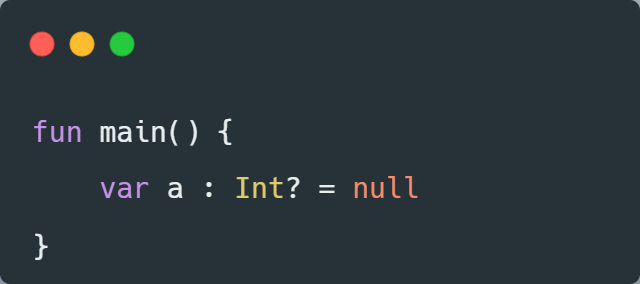 fun main() {
    var a : Int? = null
}